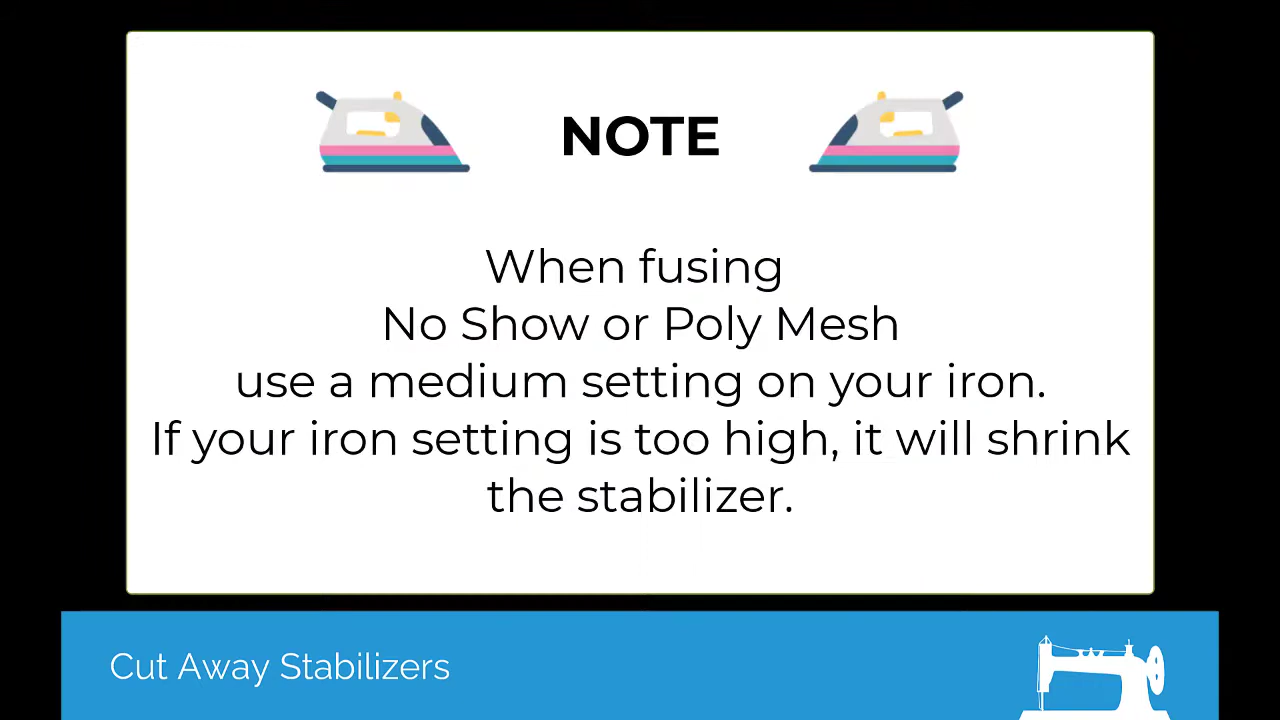 NOTE
When fusing
No Show or Poly Mesh
use a medium setting on your iron.
If your iron setting is too high, it will shrink
the stabilizer.
Cut Away Stabilizers